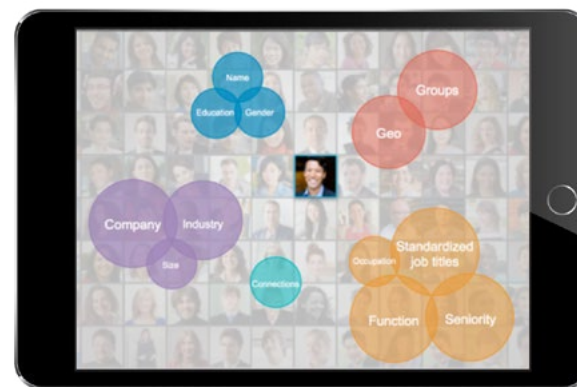 Name
Education
Gender
Groups
Geo
Company
Industry
Size
Connections
Occupation
Standardized
job titles
Function
Seniority